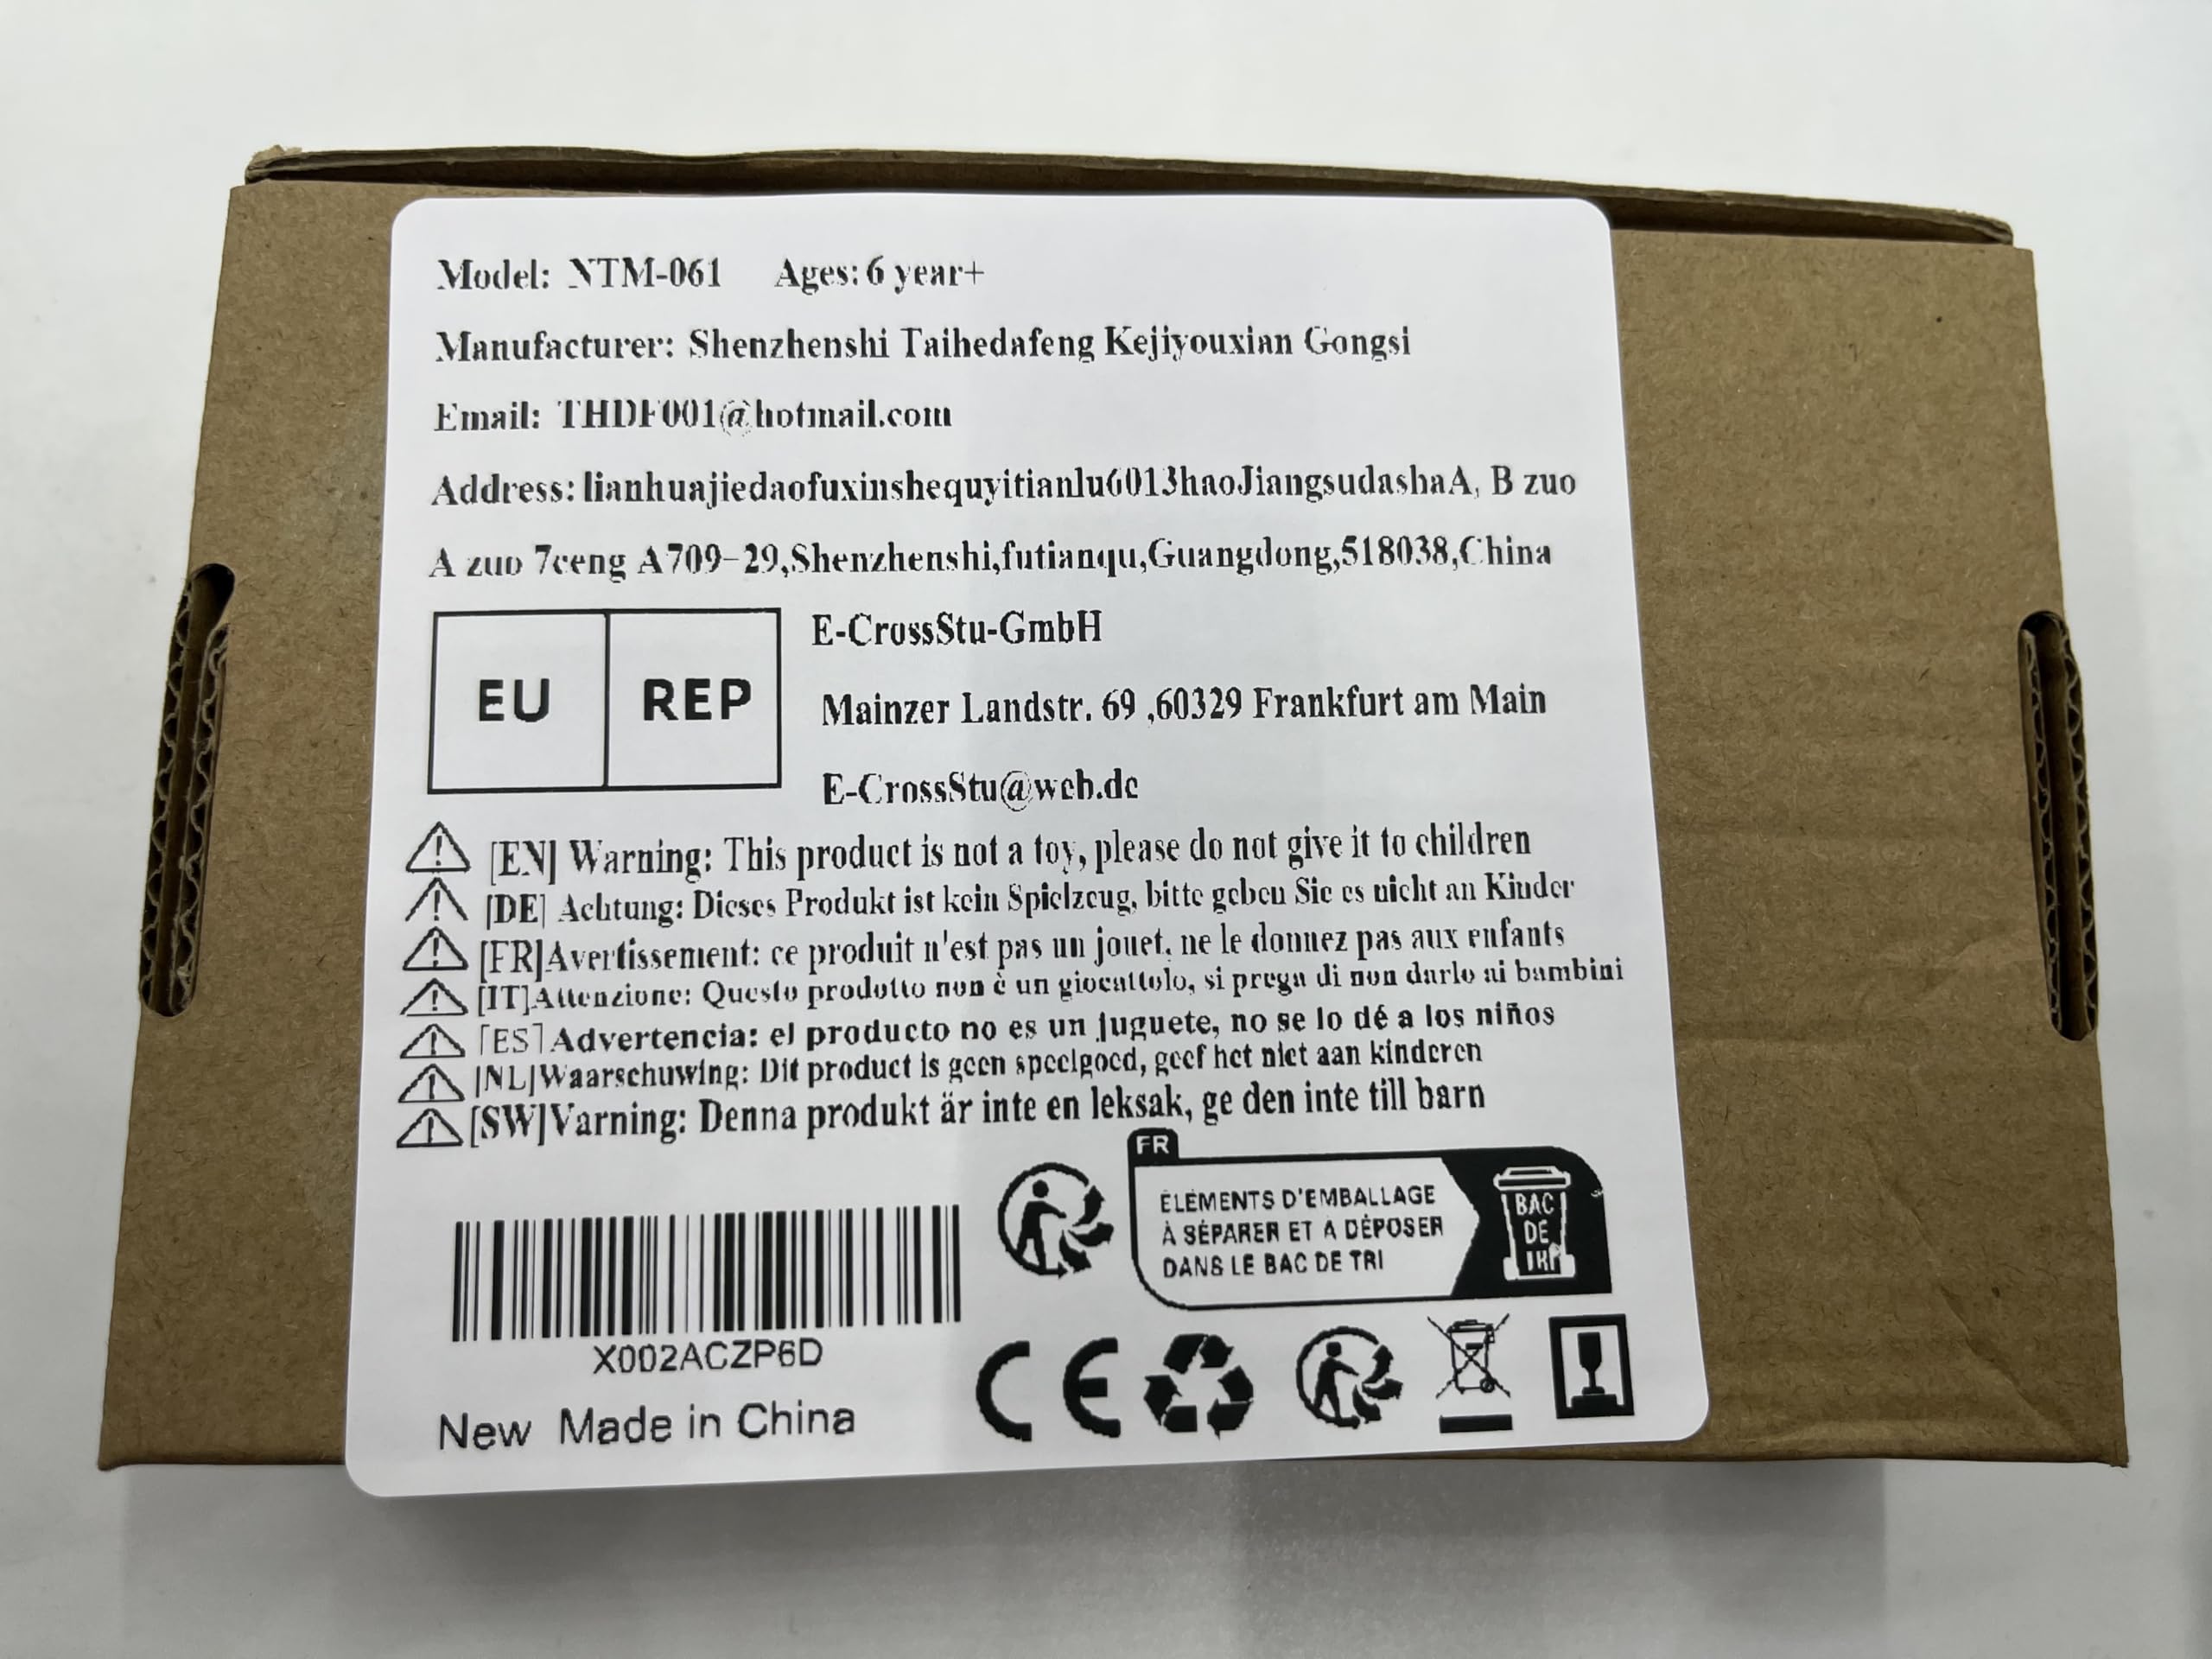 Model: NTM-061 Ages: 6 year+
Manufacturer: Shenzhenshi Taihedafeng Kejiyouxian Gongsi
Email: THDF001@hotmail.com
Address: lianhuajiedaofuxinshequyitianlu6013haoJiangsudashaA, B zuo
A zuo 7ceng A709-29,Shenzhenshi,futianqu,Guangdong,518038,China
EU REP
E-CrossStu-GmbH
Mainzer Landstr. 69 ,60329 Frankfurt am Main
E-CrossStu@web.de
[EN] Warning: This product is not a toy, please do not give it to children
[DE] Achtung: Dieses Produkt ist kein Spielzeug, bitte geben Sie es nicht an Kinder
[FR]Avertissement: ce produit n'est pas un jouet, ne le donnez pas aux enfants
[IT]Attenzione: Questo prodotto non è un giocattolo, si prega di non darlo ai bambini
[ES]Advertencia: el producto no es un juguete, no se lo dé a los niños
[NL]Waarschuwing: Dit product is geen speelgoed, geef het niet aan kinderen
[SW]Varning: Denna produkt är inte en leksak, ge den inte till barn
FR
ÉLÉMENTS D'EMBALLAGE
À SÉPARER ET À DÉPOSER
DANS LE BAC DE TRI
BAC
DE
TRI
X002ACZP6D
New Made in China
CE